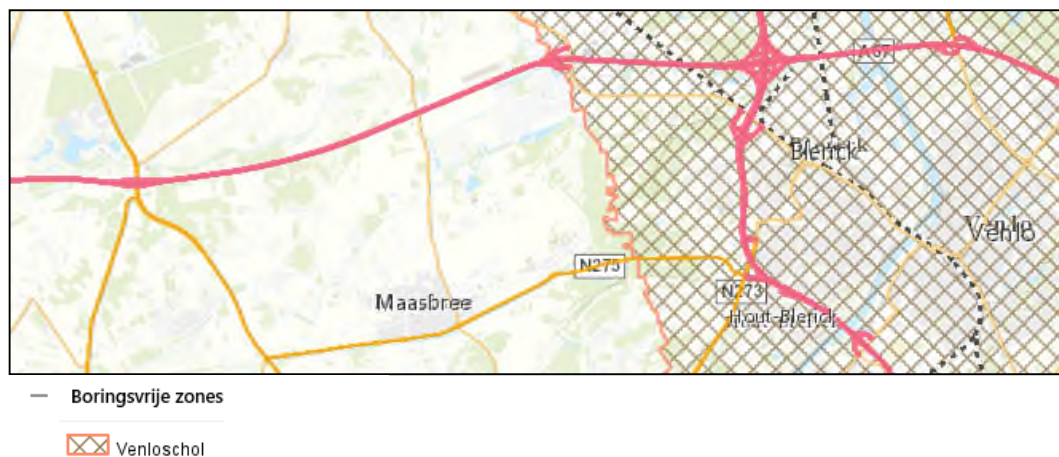 A67
Blerick
Venlo
N275
N273
Maasbree
Hout-Blerick
Boringsvrije zones
Venloschol